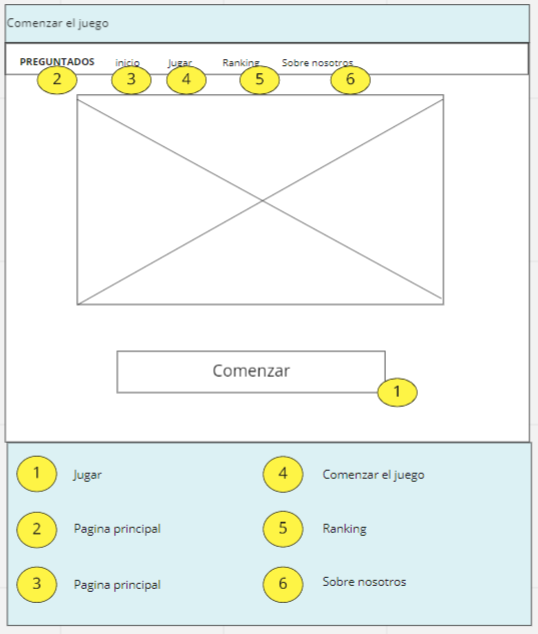 Comenzar el juego
PREGUNTADOS inicio Jugar Ranking Sobre nosotros
2 3 4 5 6
Comenzar
1
1 Jugar 4 Comenzar el juego
2 Pagina principal 5 Ranking
3 Pagina principal 6 Sobre nosotros